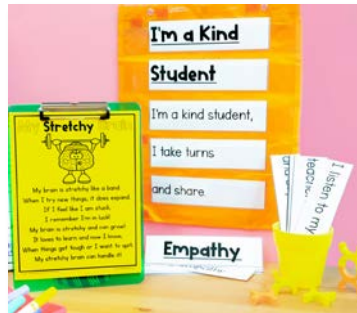 I'm a Kind
Student
I'm a kind student,
I take turns
and share.
Empathy
Stretchy
My brain is stretchy like a band.
When I try new things, it does expand.
If I feel like I am stuck,
I remember I'm in luck!
My brain is stretchy and can grow!
It loves to learn and now I know,
When things get tough or I want to quit,
My stretchy brain can handle it!
I listen to my
teacher